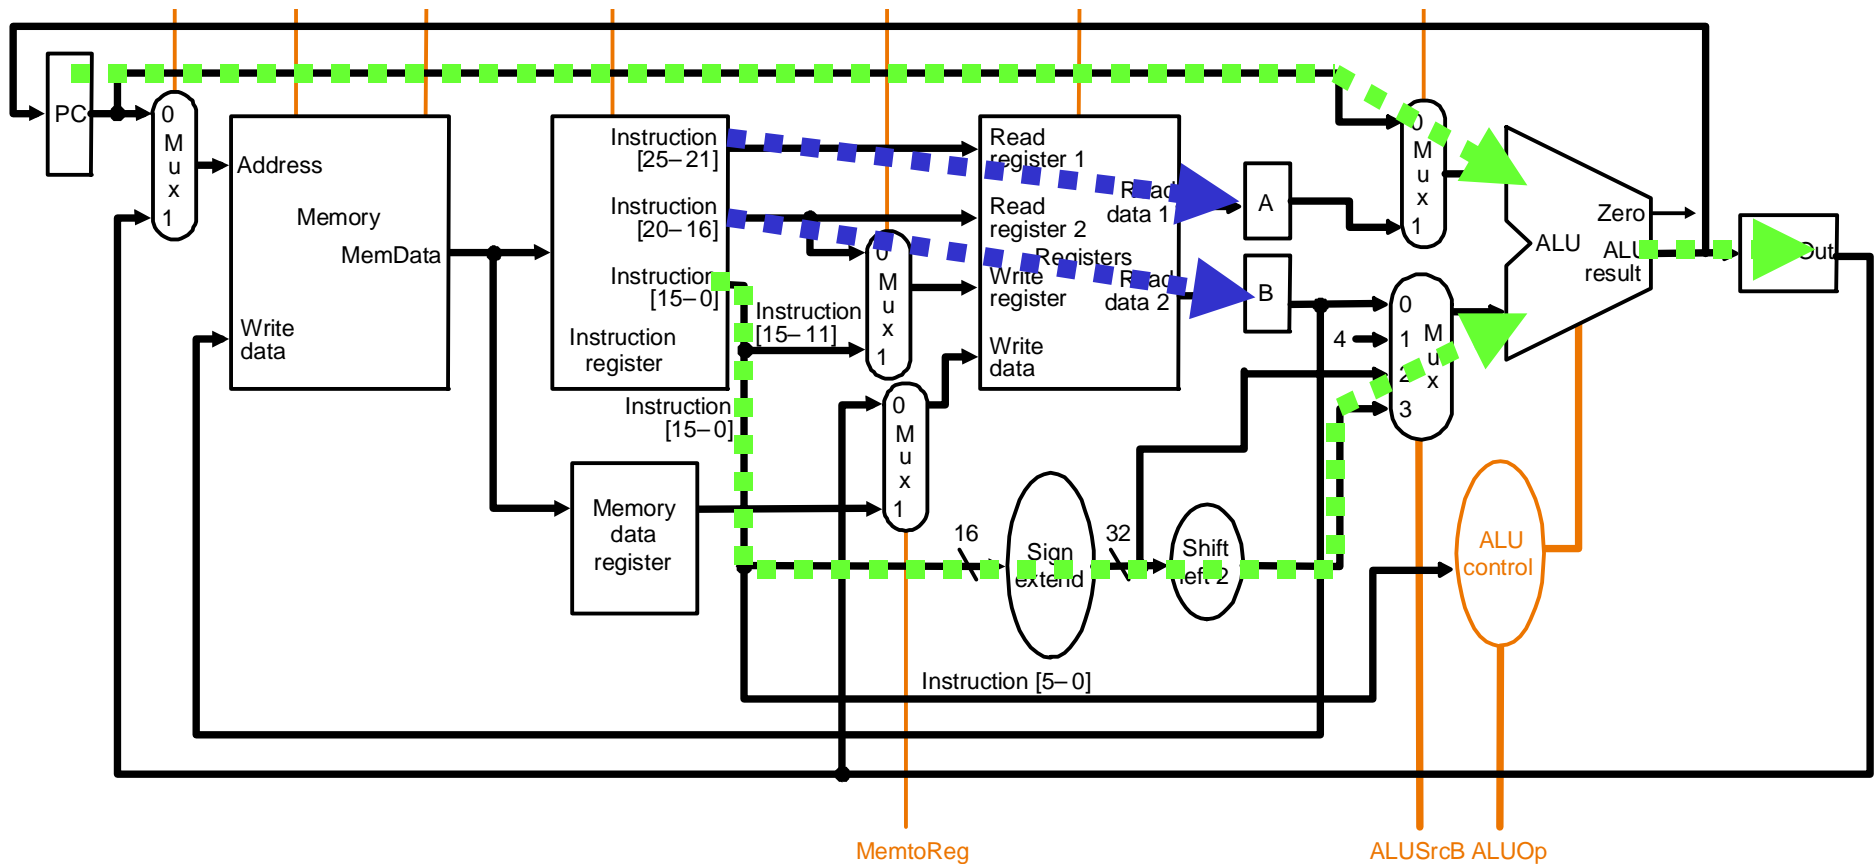 PC
0
M
u
x
1
Address
Memory
MemData
Write
data
Instruction
[25–21]
Instruction
[20–16]
Instruction
[15–0]
Instruction
register
Instruction
[15–11]
Instruction
[15–0]
Memory
data
register
0
M
u
x
1
0
M
u
x
1
Read
register 1
Read
data 1
Read
register 2
Registers
Write
register
Read
data 2
Write
data
16
Sign
extend
32
Shift
left 2
Instruction [5–0]
A
B
4
0
M
u
x
1
0
1
M
u
2
x
3
Zero
ALU
ALU
result
Out
ALU
control
MemtoReg
ALUSrcB ALUOp